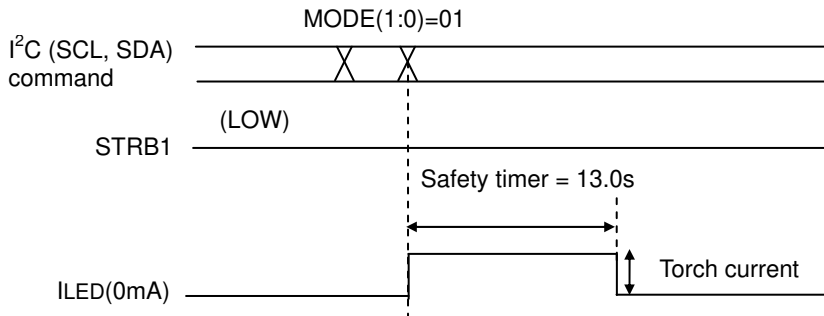 MODE(1:0)=01
I²C (SCL, SDA)
command
(LOW)
STRB1
Safety timer = 13.0s
Torch current
ILED(0mA)